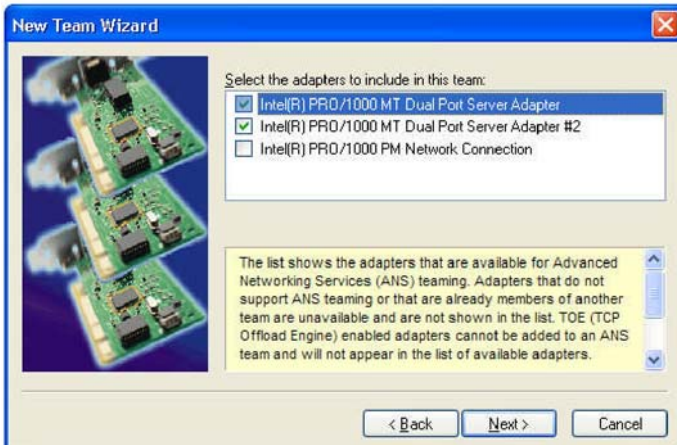 New Team Wizard
Select the adapters to include in this team:
Intel(R) PRO/1000 MT Dual Port Server Adapter
Intel(R) PRO/1000 MT Dual Port Server Adapter #2
Intel(R) PRO/1000 PM Network Connection
The list shows the adapters that are available for Advanced
Networking Services (ANS) teaming. Adapters that do not
support ANS teaming or that are already members of another
team are unavailable and are not shown in the list. TOE (TCP
Offload Engine) enabled adapters cannot be added to an ANS
team and will not appear in the list of available adapters.
< Back
Next >
Cancel